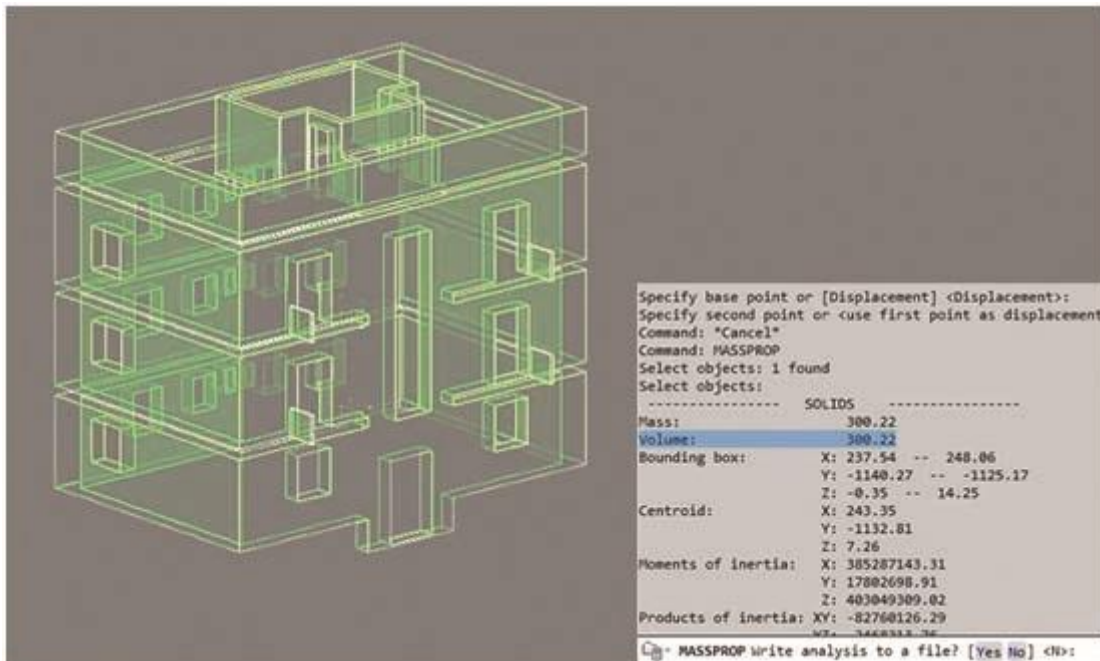 Specify base point or [Displacement] <Displacement>:
Specify second point or <use first point as displacement
Command: *Cancel*
Command: MASSPROP
Select objects: 1 found
Select objects:
---------------- SOLIDS ----------------
Mass: 300.22
Volume: 300.22
Bounding box: X: 237.54 -- 248.06
Y: -1140.27 -- -1125.17
Z: -0.35 -- 14.25
Centroid: X: 243.35
Y: -1132.81
Z: 7.26
Moments of inertia: X: 385287143.31
Y: 17802698.91
Z: 403049309.02
Products of inertia: XY: -82760126.29
MASSPROP Write analysis to a file? [Yes No] <N>: